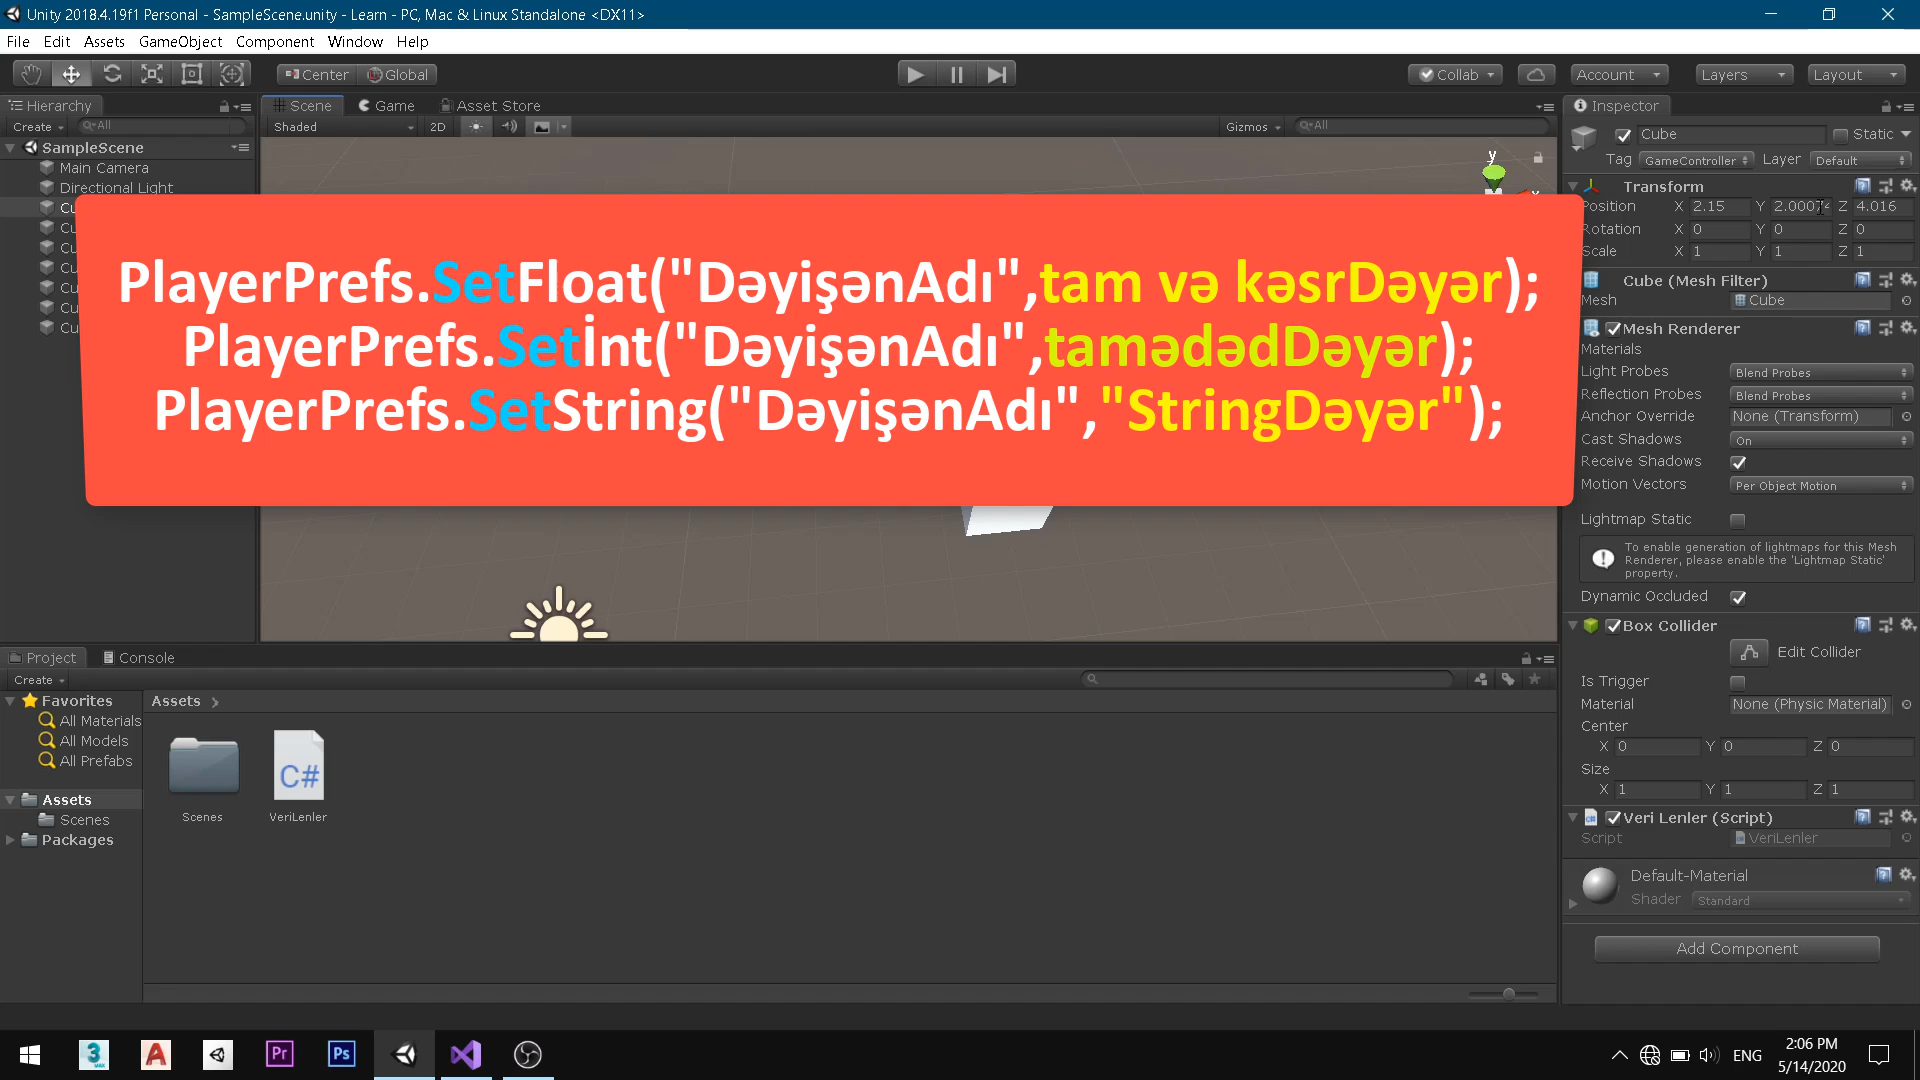 Unity 2018.4.19f1 Personal - SampleScene.unity - Learn - PC, Mac & Linux Standalone <DX11>
File Edit Assets GameObject Component Window Help
Center Global Collab Account Layers Layout
Hierarchy Scene Game Asset Store Inspector
Create All Shaded 2D Gizmos All
Cube Static
SampleScene
Main Camera
Tag GameController Layer Default
Directional Light
Transform
Position X 2.15 Y Z 4.016
Rotation X 0 Y 0 Z 0
Scale X 1 Y 1 Z 1
y
PlayerPrefs.SetFloat("DəyişənAdı",tam və kəsrDəyər);
PlayerPrefs.Setİnt("DəyişənAdı",tamədədDəyər);
PlayerPrefs.SetString("DəyişənAdı","StringDəyər");
Cube (Mesh Filter)
Mesh Cube
Mesh Renderer
Materials
Light Probes Blend Probes
Reflection Probes Blend Probes
Anchor Override None (Transform)
Cast Shadows On
Receive Shadows
Motion Vectors Per Object Motion
Lightmap Static
To enable generation of lightmaps for this Mesh
Renderer, please enable the 'Lightmap Static'
property.
Dynamic Occluded
Box Collider
Edit Collider
Is Trigger
Material None (Physic Material)
Center
X 0 Y 0 Z 0
Size
X 1 Y 1 Z 1
Veri Lenler (Script)
Script VeriLenler
Default-Material
Shader Standard
Add Component
Project Console
Create
Favorites Assets
All Materials
All Models
All Prefabs
Assets
Scenes
Packages
C#
Scenes VeriLenler
3 MAX A Pr Ps
ENG
2:06 PM
5/14/2020